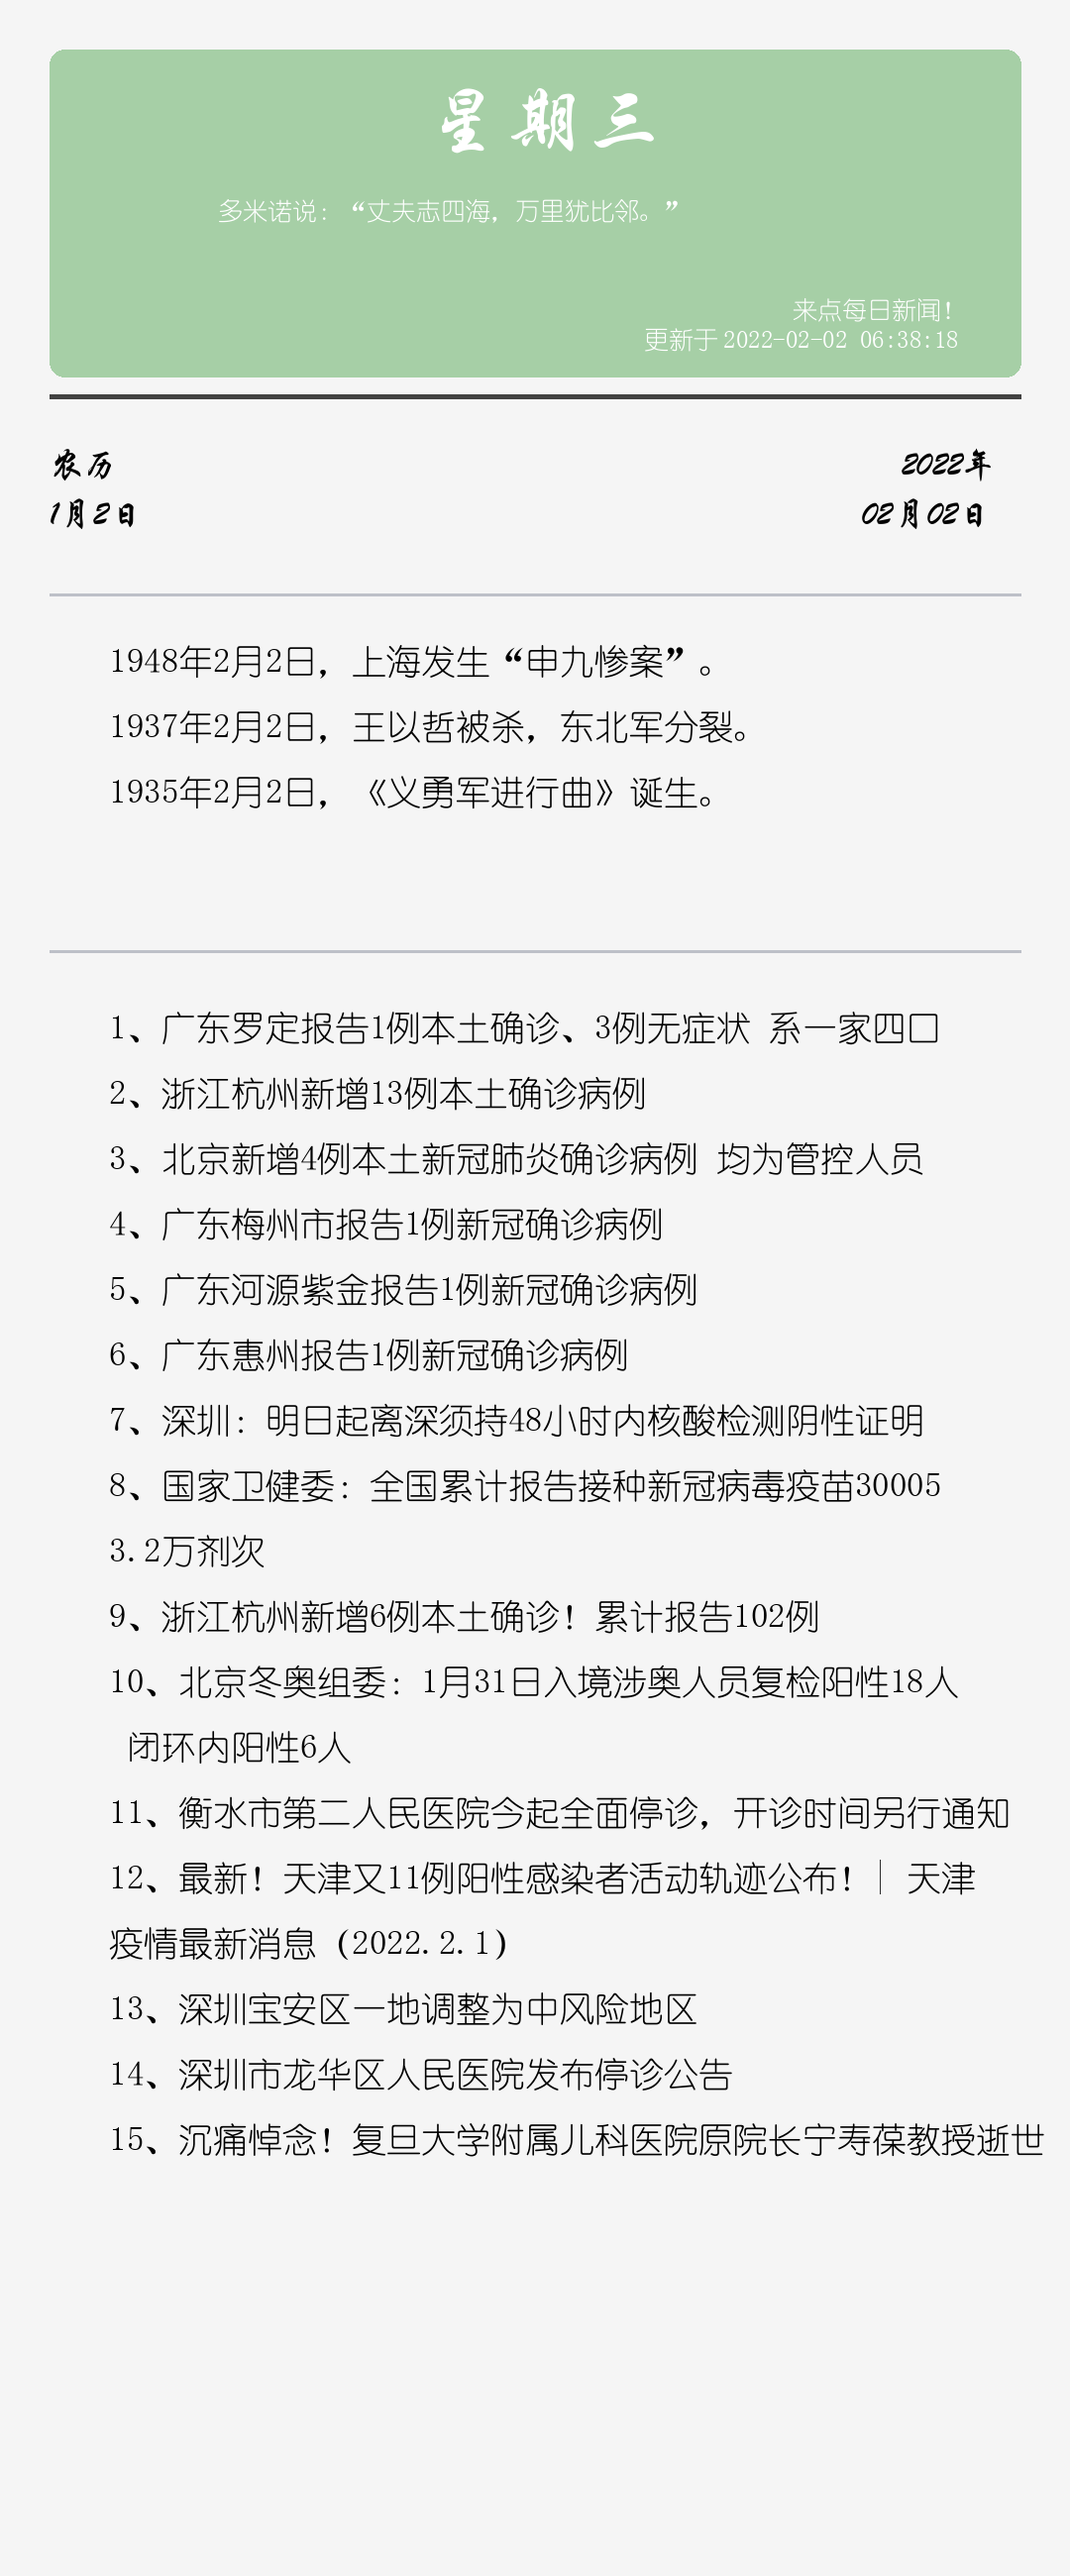 星期三
多米诺说：“丈夫志四海，万里犹比邻。”
来点每日新闻！
更新于2022-02-02 06:38:18
农历
2022年
1月2日
02月02日
1948年2月2日，上海发生“申九惨案”。
1937年2月2日，王以哲被杀，东北军分裂。
1935年2月2日，《义勇军进行曲》诞生。
1、广东罗定报告1例本土确诊、3例无症状 系一家四口
2、浙江杭州新增13例本土确诊病例
3、北京新增4例本土新冠肺炎确诊病例 均为管控人员
4、广东梅州市报告1例新冠确诊病例
5、广东河源紫金报告1例新冠确诊病例
6、广东惠州报告1例新冠确诊病例
7、深圳：明日起离深须持48小时内核酸检测阴性证明
8、国家卫健委：全国累计报告接种新冠病毒疫苗30005
3.2万剂次
9、浙江杭州新增6例本土确诊！累计报告102例
10、北京冬奥组委：1月31日入境涉奥人员复检阳性18人
闭环内阳性6人
11、衡水市第二人民医院今起全面停诊，开诊时间另行通知
12、最新！天津又11例阳性感染者活动轨迹公布！｜天津
疫情最新消息（2022.2.1）
13、深圳宝安区一地调整为中风险地区
14、深圳市龙华区人民医院发布停诊公告
15、沉痛悼念！复旦大学附属儿科医院原院长宁寿葆教授逝世